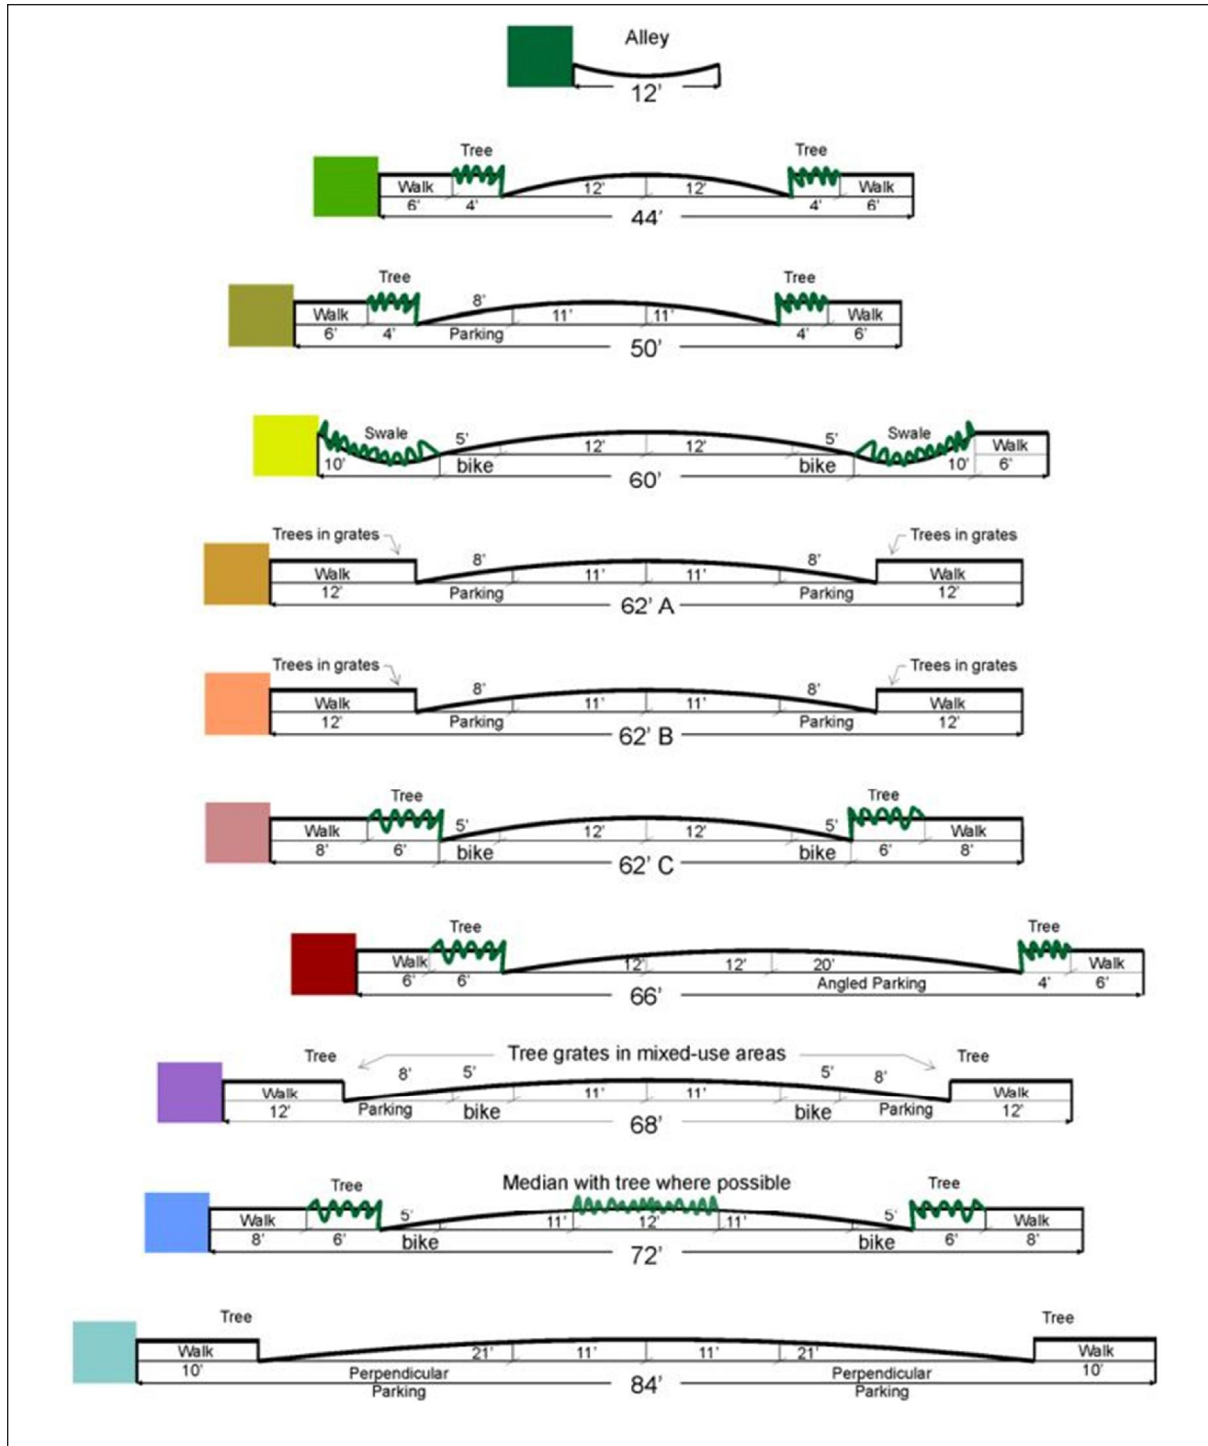 Alley
12'
Tree Tree
Walk 12' 12' Walk
6' 4' 4' 6'
44'
Tree Tree
8'
Walk 11' 11' Walk
6' 4' Parking 4' 6'
50'
Swale 5' 5' Swale
12' 12' Walk
10' bike bike 10' 6'
60'
Trees in grates Trees in grates
8' 8'
Walk 11' 11' Walk
12' Parking Parking 12'
62' A
Trees in grates Trees in grates
8' 8'
Walk 11' 11' Walk
12' Parking Parking 12'
62' B
Tree Tree
5' 5'
Walk 12' 12' Walk
8' 6' bike bike 6' 8'
62' C
Tree Tree
Walk 12' 12' 20' Walk
6' 6' Angled Parking 4' 6'
66'
Tree Tree grates in mixed-use areas Tree
8' 5' 5' 8'
Walk 11' 11' Walk
12' Parking bike bike Parking 12'
68'
Tree Median with tree where possible Tree
5' 5'
Walk 11' 12' 11' Walk
8' 6' bike bike 6' 8'
72'
Tree Tree
Walk 21' 11' 11' 21' Walk
10' Perpendicular Perpendicular 10'
Parking 84' Parking